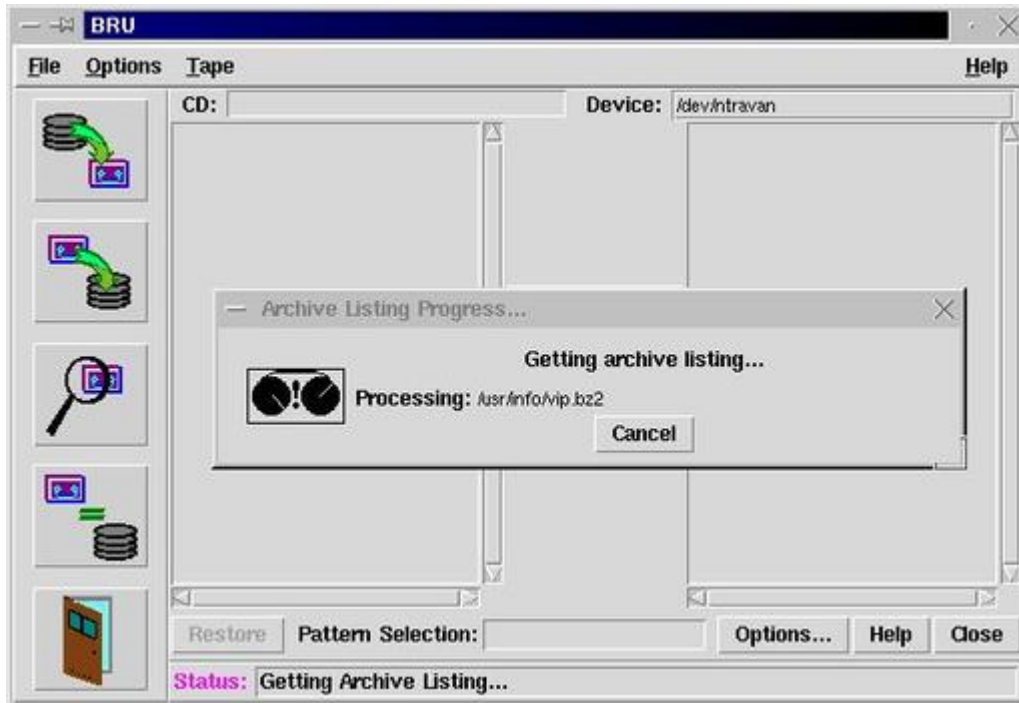 BRU
File Options Tape Help
CD: Device: /dev/ntravan
Archive Listing Progress...
Getting archive listing...
Processing: /usr/info/vip.bz2
Cancel
Restore Pattern Selection: Options... Help Close
Status: Getting Archive Listing...